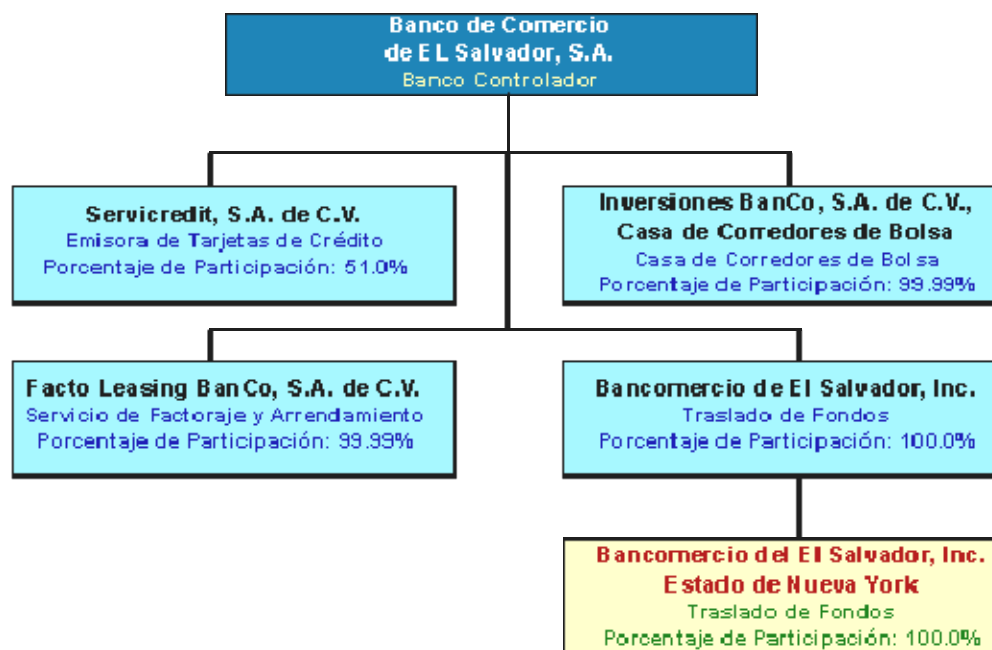 Banco de Comercio
de EL Salvador, S.A.
Banco Controlador
Servicredit, S.A. de C.V.
Emisora de Tarjetas de Crédito
Porcentaje de Participación: 51.0%
Inversiones BanCo, S.A. de C.V.,
Casa de Corredores de Bolsa
Casa de Corredores de Bolsa
Porcentaje de Participación: 99.99%
Facto Leasing BanCo, S.A. de C.V.
Servicio de Factoraje y Arrendamiento
Porcentaje de Participación: 99.99%
Bancomercio de El Salvador, Inc.
Traslado de Fondos
Porcentaje de Participación: 100.0%
Bancomercio del El Salvador, Inc.
Estado de Nueva York
Traslado de Fondos
Porcentaje de Participación: 100.0%